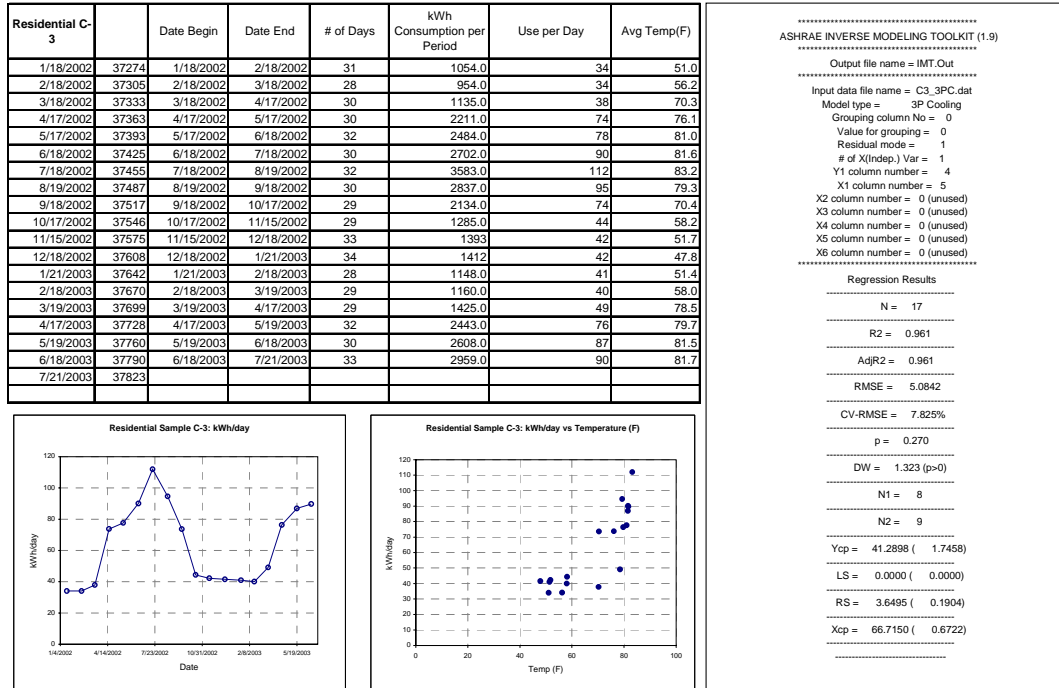 Residential C-3 Date Begin Date End # of Days kWh Consumption per Period Use per Day Avg Temp(F)
1/18/2002 37274 1/18/2002 2/18/2002 31 1054.0 34 51.0
2/18/2002 37305 2/18/2002 3/18/2002 28 954.0 34 56.2
3/18/2002 37333 3/18/2002 4/17/2002 30 1135.0 38 70.3
4/17/2002 37363 4/17/2002 5/17/2002 30 2211.0 74 76.1
5/17/2002 37393 5/17/2002 6/18/2002 32 2484.0 78 81.0
6/18/2002 37425 6/18/2002 7/18/2002 30 2702.0 90 81.6
7/18/2002 37455 7/18/2002 8/19/2002 32 3583.0 112 83.2
8/19/2002 37487 8/19/2002 9/18/2002 30 2837.0 95 79.3
9/18/2002 37517 9/18/2002 10/17/2002 29 2134.0 74 70.4
10/17/2002 37546 10/17/2002 11/15/2002 29 1285.0 44 58.2
11/15/2002 37575 11/15/2002 12/18/2002 33 1393 42 51.7
12/18/2002 37608 12/18/2002 1/21/2003 34 1412 42 47.8
1/21/2003 37642 1/21/2003 2/18/2003 28 1148.0 41 51.4
2/18/2003 37670 2/18/2003 3/19/2003 29 1160.0 40 58.0
3/19/2003 37699 3/19/2003 4/17/2003 29 1425.0 49 78.5
4/17/2003 37728 4/17/2003 5/19/2003 32 2443.0 76 79.7
5/19/2003 37760 5/19/2003 6/18/2003 30 2608.0 87 81.5
6/18/2003 37790 6/18/2003 7/21/2003 33 2959.0 90 81.7
7/21/2003 37823
Residential Sample C-3: kWh/day
120
100
80
60
40
20
0
kWh/day
1/4/2002 4/14/2002 7/23/2002 10/31/2002 2/8/2003 5/19/2003
Date
Residential Sample C-3: kWh/day vs Temperature (F)
120
110
100
90
80
70
60
50
40
30
20
10
0
kWh/day
0 20 40 60 80 100
Temp (F)
*******************************************
ASHRAE INVERSE MODELING TOOLKIT (1.9)
*******************************************
Output file name = IMT.Out
*******************************************
Input data file name = C3_3PC.dat
Model type = 3P Cooling
Grouping column No = 0
Value for grouping = 0
Residual mode = 1
# of X(Indep.) Var = 1
Y1 column number = 4
X1 column number = 5
X2 column number = 0 (unused)
X3 column number = 0 (unused)
X4 column number = 0 (unused)
X5 column number = 0 (unused)
X6 column number = 0 (unused)
*******************************************
Regression Results
--------------------------------------
N = 17
--------------------------------------
R2 = 0.961
--------------------------------------
AdjR2 = 0.961
--------------------------------------
RMSE = 5.0842
--------------------------------------
CV-RMSE = 7.825%
--------------------------------------
p = 0.270
--------------------------------------
DW = 1.323 (p>0)
--------------------------------------
N1 = 8
--------------------------------------
N2 = 9
--------------------------------------
Ycp = 41.2898 ( 1.7458)
--------------------------------------
LS = 0.0000 ( 0.0000)
--------------------------------------
RS = 3.6495 ( 0.1904)
--------------------------------------
Xcp = 66.7150 ( 0.6722)
--------------------------------------
---------------------------------